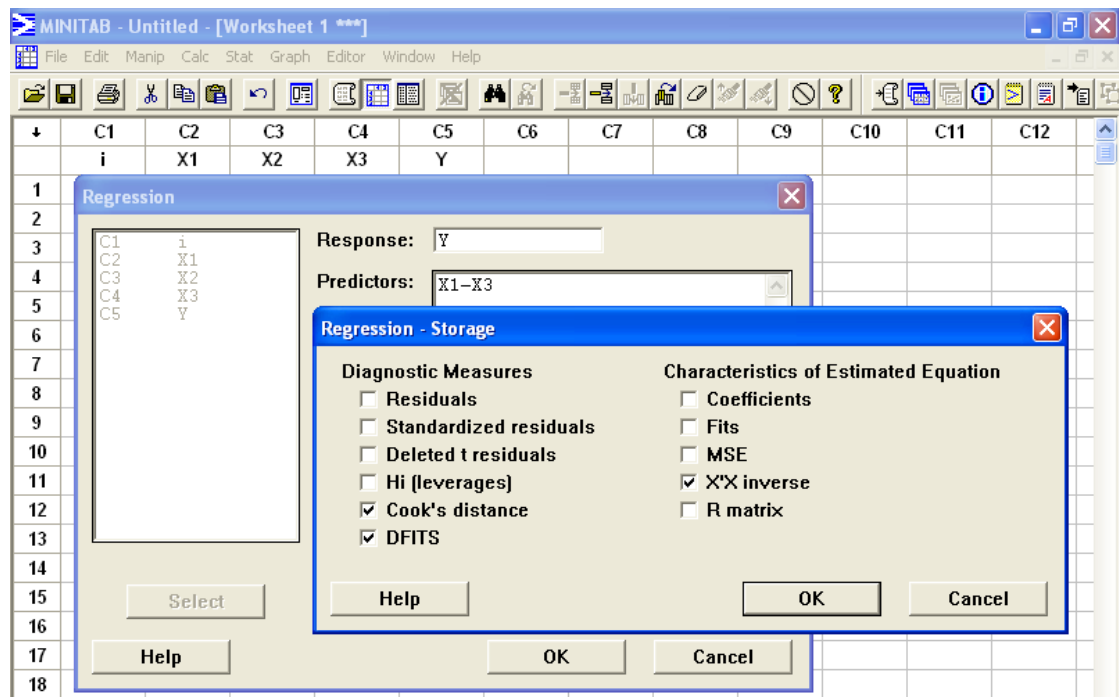 MINITAB - Untitled - [Worksheet 1 ***]
File Edit Manip Calc Stat Graph Editor Window Help
C1 C2 C3 C4 C5 C6 C7 C8 C9 C10 C11 C12
i X1 X2 X3 Y
1
2
3
4
5
6
7
8
9
10
11
12
13
14
15
16
17
18
Regression
C1 i
C2 X1
C3 X2
C4 X3
C5 Y
Response: Y
Predictors: X1-X3
Select
Help OK Cancel
Regression - Storage
Diagnostic Measures
Residuals
Standardized residuals
Deleted t residuals
Hi (leverages)
Cook's distance
DFITS
Characteristics of Estimated Equation
Coefficients
Fits
MSE
X'X inverse
R matrix
Help OK Cancel